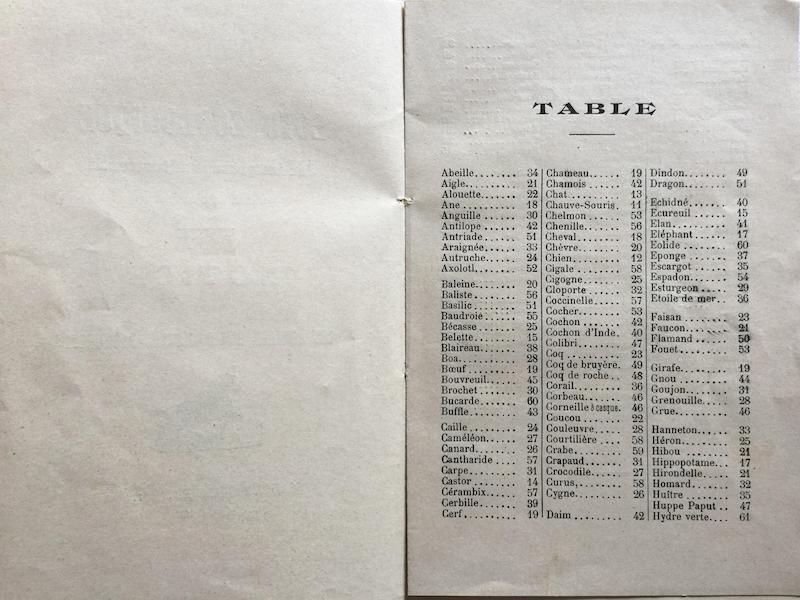 TABLE
Abeille........ 34
Aigle......... 21
Alouette....... 22
Ane .......... 18
Anguille ...... 30
Antilope ...... 42
Antriade...... 51
Araignée...... 33
Autruche...... 24
Axolotl........ 52
Baleine........ 20
Baliste ....... 56
Basilic ....... 51
Baudroie ..... 55
Bécasse ...... 25
Belette........ 15
Blaireau....... 38
Boa........... 28
Bœuf ........ 19
Bouvreuil...... 45
Brochet ....... 30
Bucarde....... 60
Buffle......... 43
Caille ........ 24
Caméléon...... 27
Canard........ 26
Cantharide .... 57
Carpe......... 31
Castor ........ 14
Cérambix...... 57
Gerbille....... 39
Cerf.......... 19
Chameau...... 19
Chamois ...... 42
Chat.......... 13
Chauve-Souris. 11
Chelmon ...... 53
Chenille....... 56
Cheval........ 18
Chèvre........ 20
Chien......... 12
Cigale ........ 58
Cigogne....... 25
Cloporte ...... 32
Coccinelle..... 57
Cocher........ 53
Cochon ....... 42
Cochon d'Inde. 40
Colibri........ 47
Coq .......... 23
Coq de bruyère. 49
Coq de roche.. 48
Corail......... 36
Corbeau....... 46
Corneille à casque. 46
Coucou ....... 22
Couleuvre..... 28
Courtilière .... 58
Crabe......... 59
Crapaud....... 31
Crocodile...... 27
Curus,........ 58
Cygne......... 26
Daim ......... 42
Dindon........ 49
Dragon........ 51
Echidné....... 40
Ecureuil ...... 15
Elan.......... 41
Eléphant...... 17
Eolide ........ 60
Eponge ....... 37
Escargot ...... 35
Espadon....... 54
Esturgeon ..... 29
Etoile de mer.. 36
Faisan ........ 23
Faucon........ 21
Flamand ...... 50
Fouet......... 53
Girafe......... 19
Gnou ......... 44
Goujon........ 31
Grenouille..... 28
Grue.......... 46
Hanneton...... 33
Héron......... 25
Hibou ........ 21
Hippopotame... 17
Hirondelle..... 21
Homard....... 32
Huître ........ 35
Huppe Paput .. 47
Hydre verte.... 61